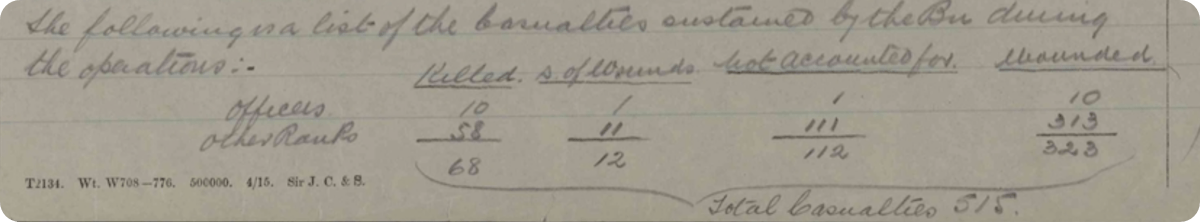 The following is a list of the Casualties sustained by the Bn during
the operations:- Killed. D of Wounds. Not accounted for. Wounded.
Officers 10 1 1 10
Other Ranks 58 11 111 313
68 12 112 323
T2134. Wt. W708—776. 500000. 4/15. Sir J. C. & S.
Total Casualties 515.